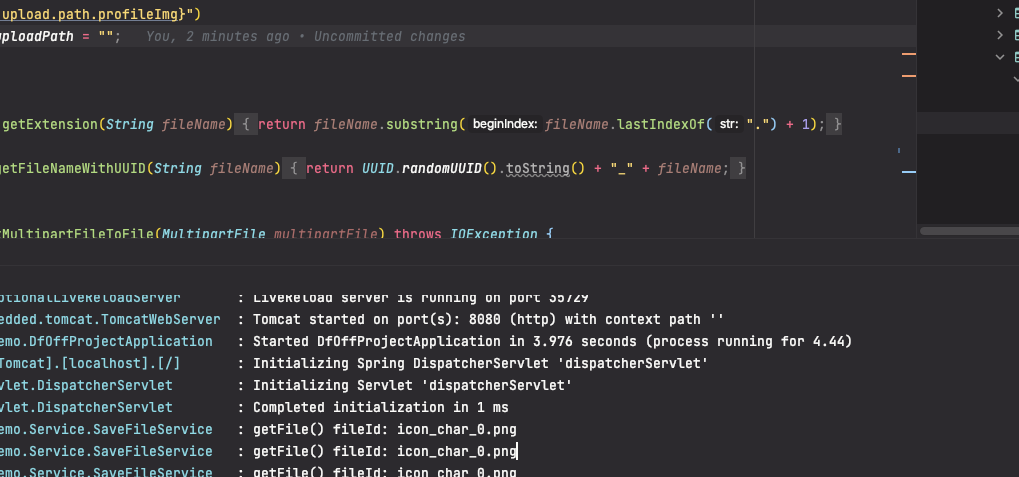 upload.path.profileImg}")
uploadPath = ""; You, 2 minutes ago • Uncommitted changes
getExtension(String fileName) { return fileName.substring( beginIndex: fileName.lastIndexOf( str: ".") + 1); }
getFileNameWithUUID(String fileName) { return UUID.randomUUID().toString() + "_" + fileName; }
tMultipartFileToFile(MultipartFile multipartFile) throws IOException {
OptionalLiveReloadServer : LiveReload server is running on port 35729
edded.tomcat.TomcatWebServer : Tomcat started on port(s): 8080 (http) with context path ''
emo.DfOffProjectApplication : Started DfOffProjectApplication in 3.976 seconds (process running for 4.44)
Tomcat].[localhost].[/] : Initializing Spring DispatcherServlet 'dispatcherServlet'
vlet.DispatcherServlet : Initializing Servlet 'dispatcherServlet'
vlet.DispatcherServlet : Completed initialization in 1 ms
emo.Service.SaveFileService : getFile() fileId: icon_char_0.png
emo.Service.SaveFileService : getFile() fileId: icon_char_0.png
emo.Service.SaveFileService : getFile() fileId: icon_char_0.png